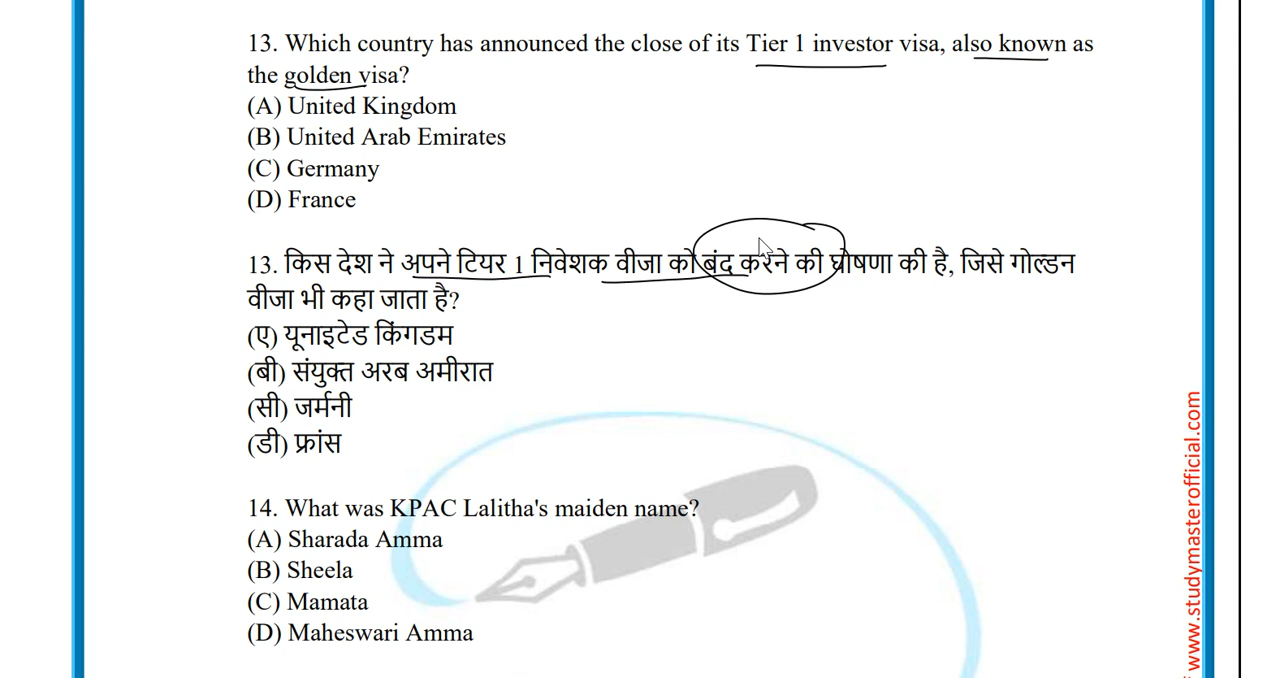 13. Which country has announced the close of its Tier 1 investor visa, also known as
the golden visa?
(A) United Kingdom
(B) United Arab Emirates
(C) Germany
(D) France
13. किस देश ने अपने टियर 1 निवेशक वीजा को बंद करने की घोषणा की है, जिसे गोल्डन
वीजा भी कहा जाता है?
(ए) यूनाइटेड किंगडम
(बी) संयुक्त अरब अमीरात
(सी) जर्मनी
(डी) फ्रांस
14. What was KPAC Lalitha's maiden name?
(A) Sharada Amma
(B) Sheela
(C) Mamata
(D) Maheswari Amma
www.studymasterofficial.com